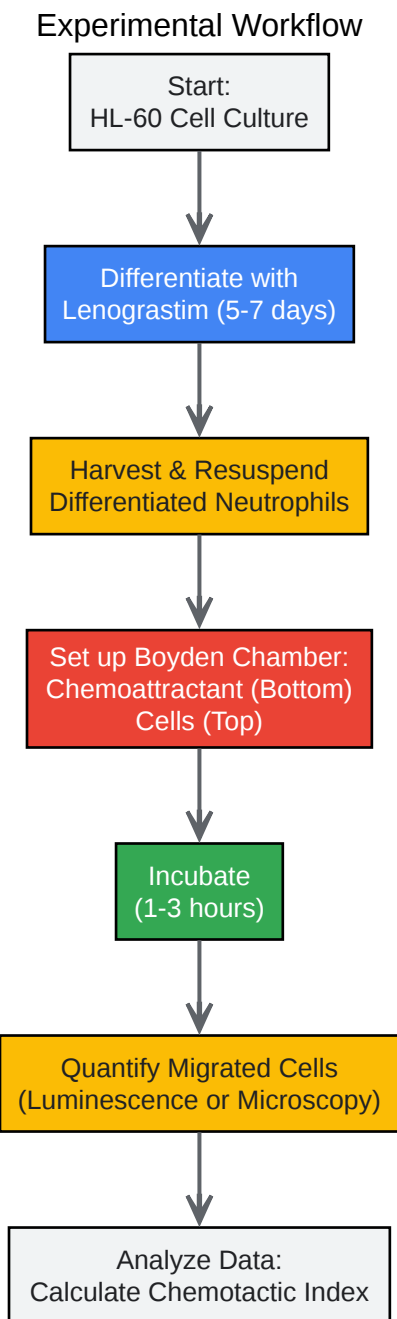 Experimental Workflow
Start:
HL-60 Cell Culture
Differentiate with
Lenograstim (5-7 days)
Harvest & Resuspend
Differentiated Neutrophils
Set up Boyden Chamber:
Chemoattractant (Bottom)
Cells (Top)
Incubate
(1-3 hours)
Quantify Migrated Cells
(Luminescence or Microscopy)
Analyze Data:
Calculate Chemotactic Index